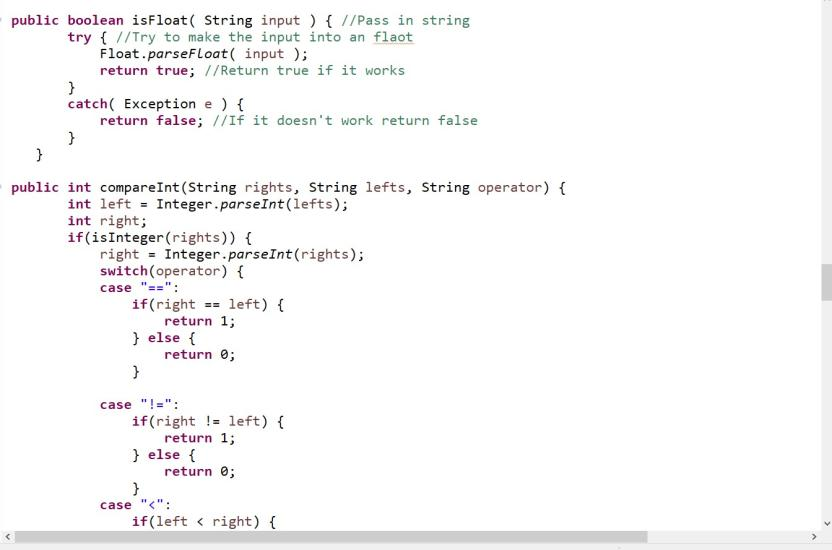 public boolean isFloat( String input ) { //Pass in string
try { //Try to make the input into an flaot
Float.parseFloat( input );
return true; //Return true if it works
}
catch( Exception e ) {
return false; //If it doesn't work return false
}
}
public int compareInt(String rights, String lefts, String operator) {
int left = Integer.parseInt(lefts);
int right;
if(isInteger(rights)) {
right = Integer.parseInt(rights);
switch(operator) {
case "==":
if(right == left) {
return 1;
} else {
return 0;
}
case "!=":
if(right != left) {
return 1;
} else {
return 0;
}
case "<":
if(left < right) {